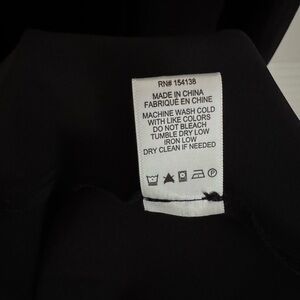 RN# 154138
MADE IN CHINA
FABRIQUÉ EN CHINE
MACHINE WASH COLD
WITH LIKE COLORS
DO NOT BLEACH
TUMBLE DRY LOW
IRON LOW
DRY CLEAN IF NEEDED